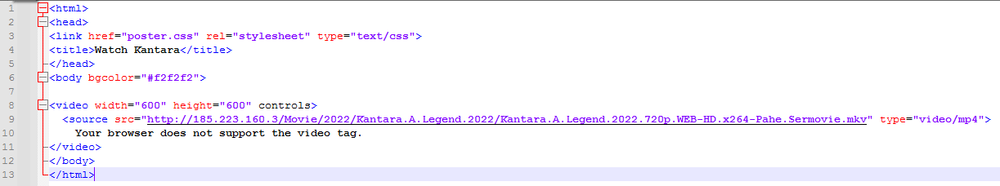 1 <html>
2 <head>
3 <link href="poster.css" rel="stylesheet" type="text/css">
4 <title>Watch Kantara</title>
5 </head>
6 <body bgcolor="#f2f2f2">
7
8 <video width="600" height="600" controls>
9 <source src="http://185.223.160.3/Movie/2022/Kantara.A.Legend.2022/Kantara.A.Legend.2022.720p.WEB-HD.x264-Pahe.Sermovie.mkv" type="video/mp4">
10 Your browser does not support the video tag.
11 </video>
12 </body>
13 </html>